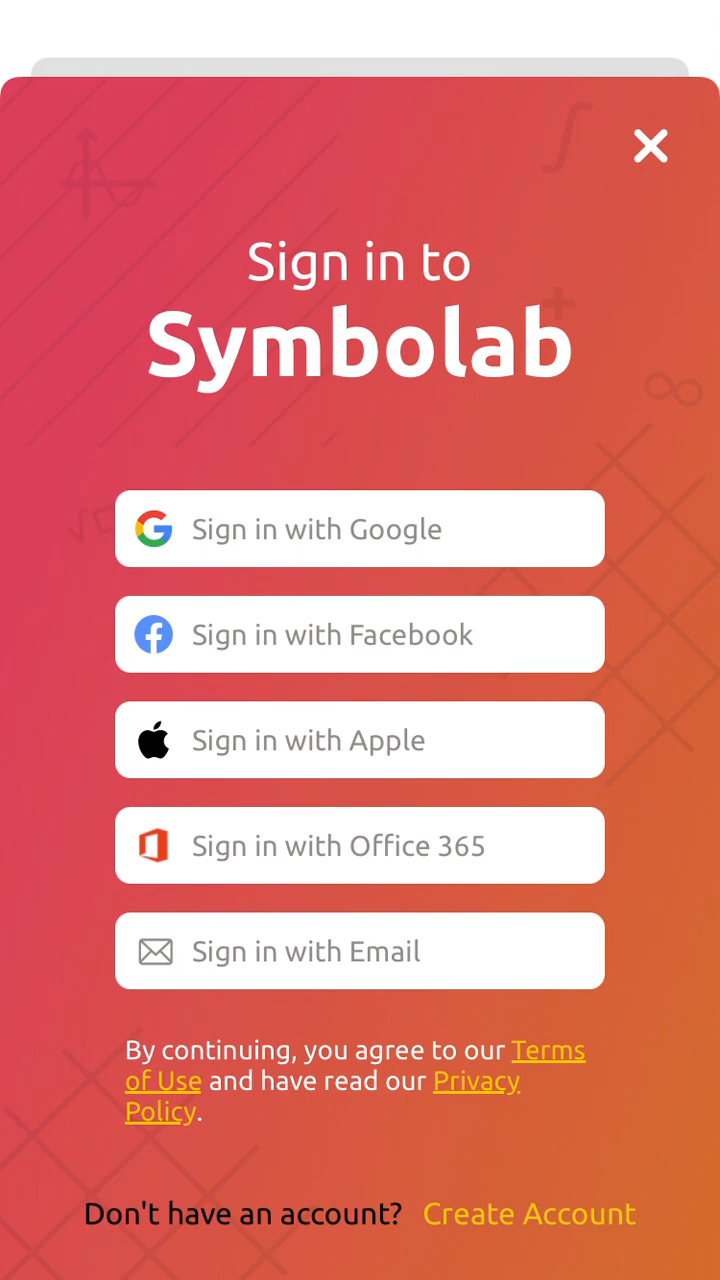 Sign in to
Symbolab
Sign in with Google
Sign in with Facebook
Sign in with Apple
Sign in with Office 365
Sign in with Email
By continuing, you agree to our Terms
of Use and have read our Privacy
Policy.
Don't have an account? Create Account